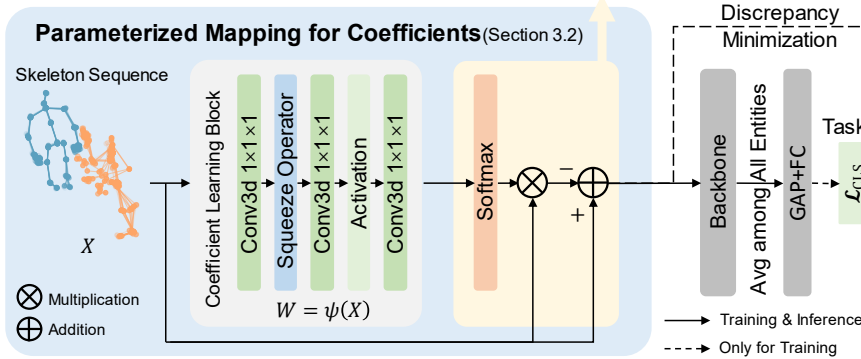 Parameterized Mapping for Coefficients(Section 3.2)
Discrepancy
Minimization
Skeleton Sequence
X
Coefficient Learning Block
Conv3d 1×1×1
Squeeze Operator
Conv3d 1×1×1
Activation
Conv3d 1×1×1
W = ψ(X)
Softmax
−
+
Backbone
Avg among All Entities
GAP+FC
Task
ℒCLS
Multiplication
Addition
Training & Inference
Only for Training